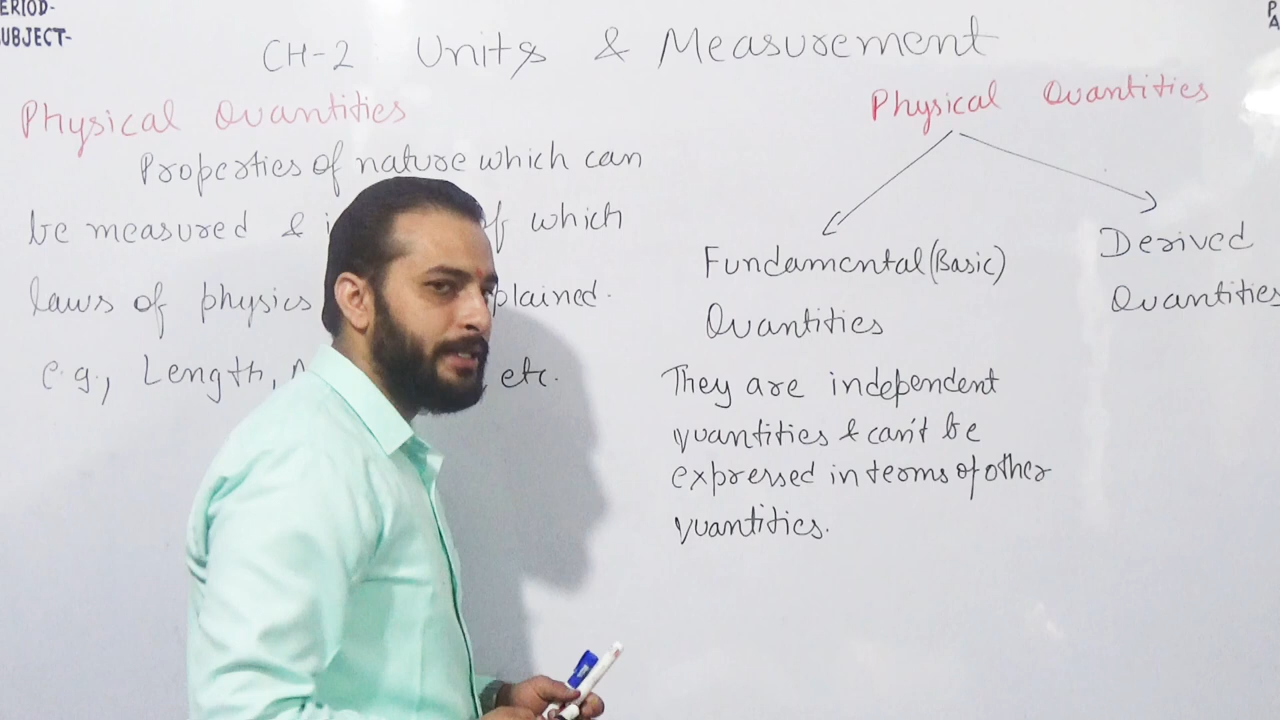 ERIOD-
UBJECT-
P
A
CH-2 Units & Measurement
Physical Quantities
Properties of nature which can
be measured & of which
laws of physics plained.
e.g., Length, etc.
Physical Quantities
Fundamental (Basic)
Quantities
They are independent
quantities & can't be
expressed in terms of other
quantities.
Derived
Quantities